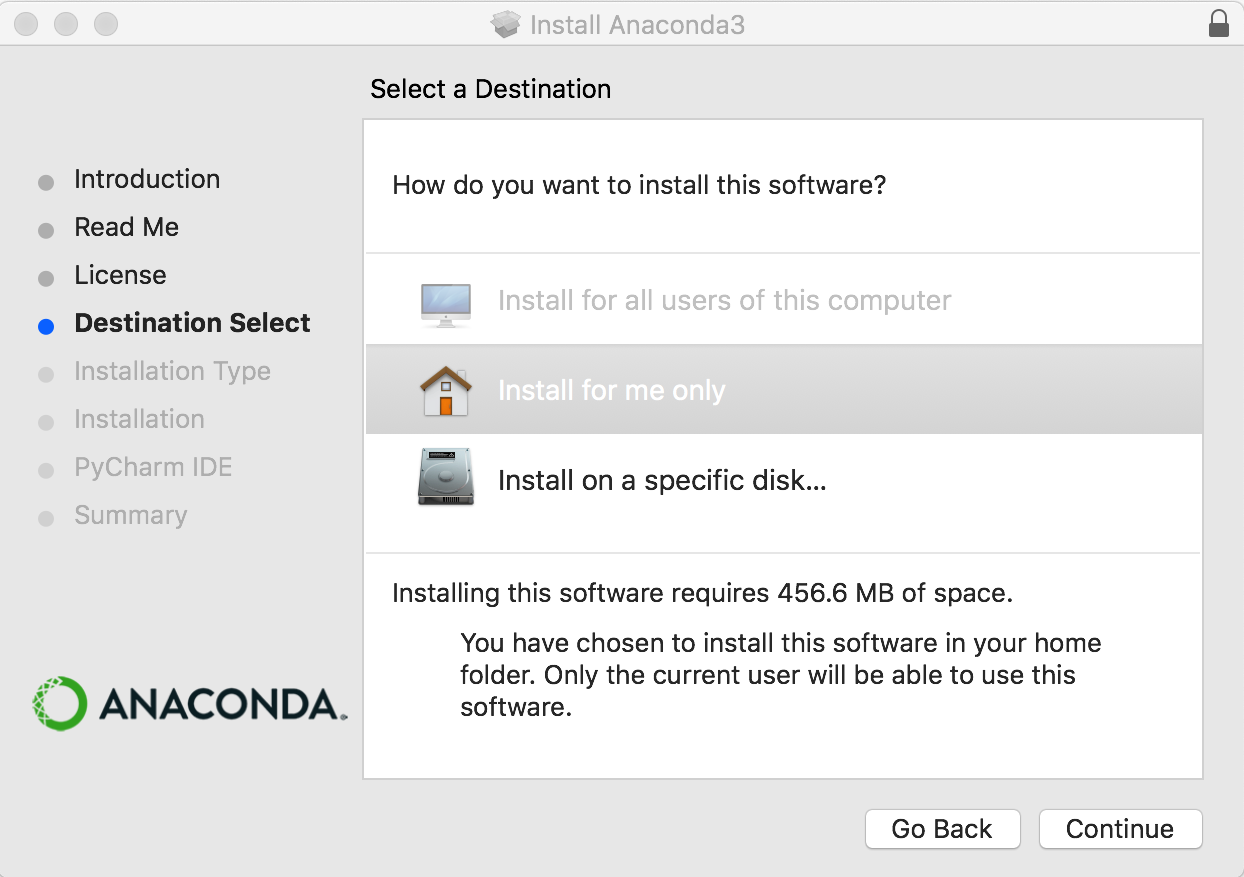 Install Anaconda3
Select a Destination
Introduction
Read Me
License
Destination Select
Installation Type
Installation
PyCharm IDE
Summary
ANACONDA.
How do you want to install this software?
Install for all users of this computer
Install for me only
Install on a specific disk...
Installing this software requires 456.6 MB of space.
You have chosen to install this software in your home
folder. Only the current user will be able to use this
software.
Go Back
Continue